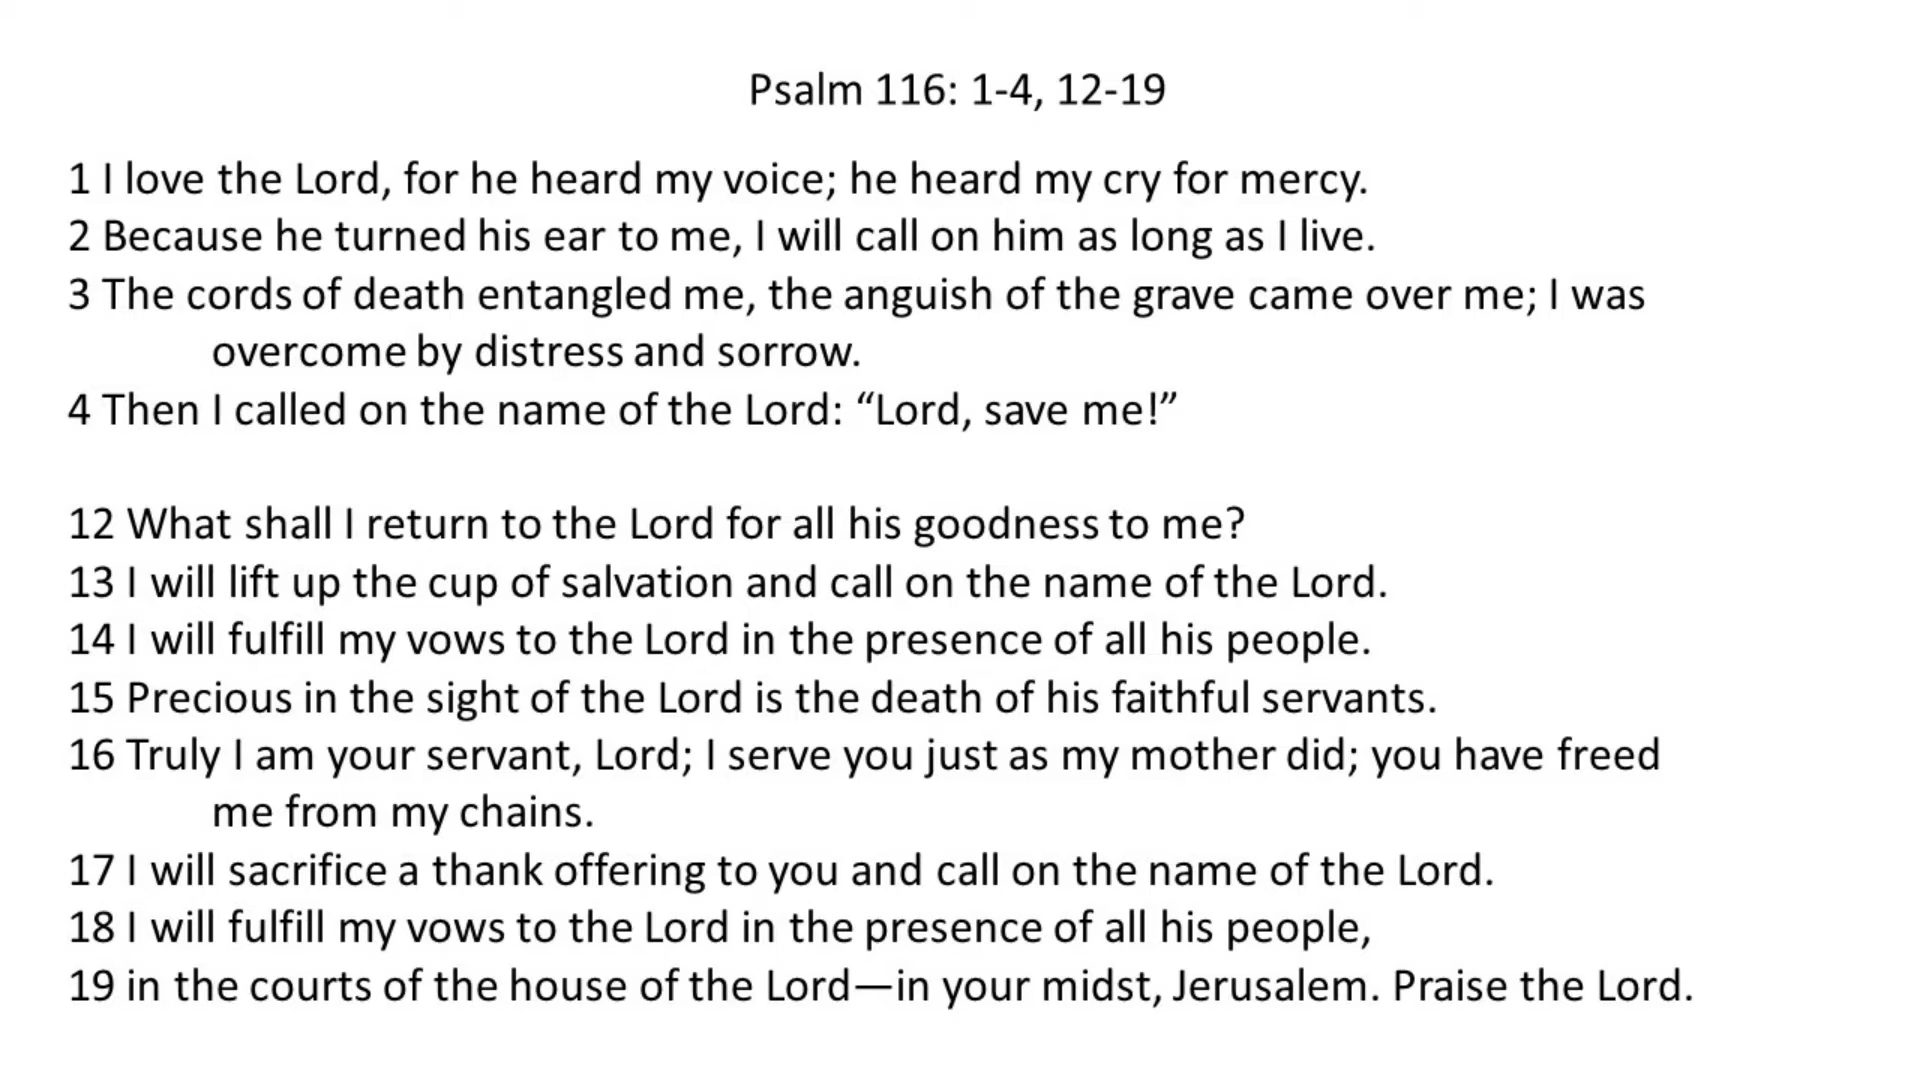 Psalm 116: 1-4, 12-19
1 I love the Lord, for he heard my voice; he heard my cry for mercy.
2 Because he turned his ear to me, I will call on him as long as I live.
3 The cords of death entangled me, the anguish of the grave came over me; I was
overcome by distress and sorrow.
4 Then I called on the name of the Lord: “Lord, save me!”
12 What shall I return to the Lord for all his goodness to me?
13 I will lift up the cup of salvation and call on the name of the Lord.
14 I will fulfill my vows to the Lord in the presence of all his people.
15 Precious in the sight of the Lord is the death of his faithful servants.
16 Truly I am your servant, Lord; I serve you just as my mother did; you have freed
me from my chains.
17 I will sacrifice a thank offering to you and call on the name of the Lord.
18 I will fulfill my vows to the Lord in the presence of all his people,
19 in the courts of the house of the Lord—in your midst, Jerusalem. Praise the Lord.